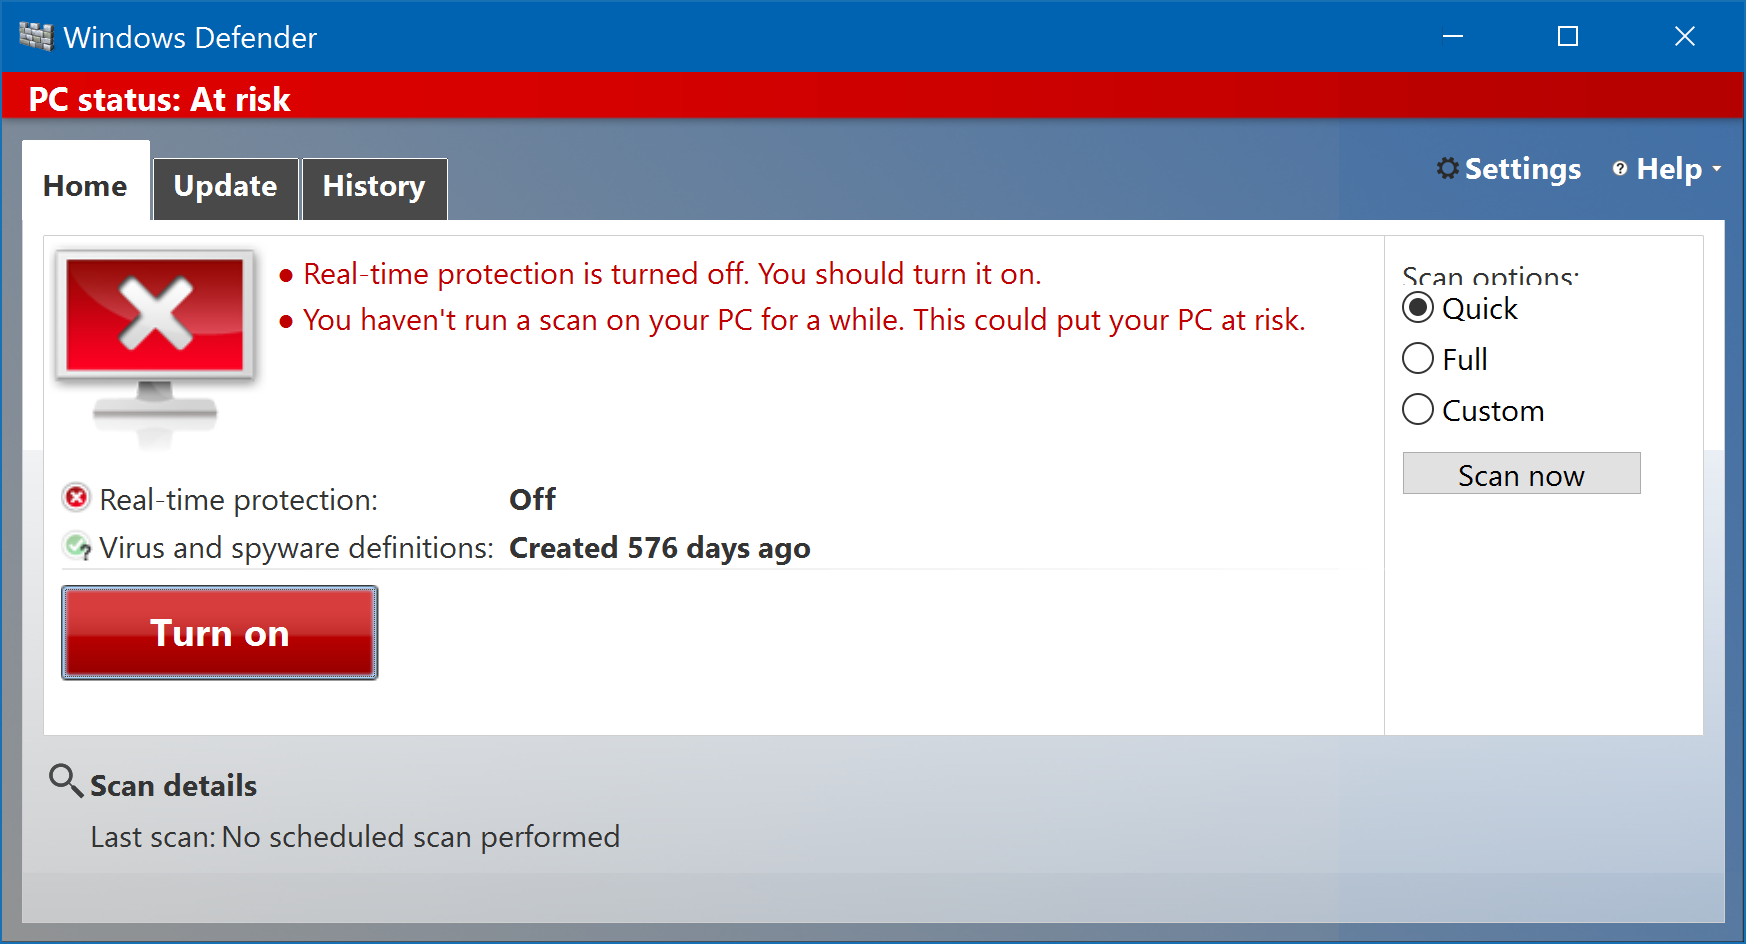 Windows Defender
PC status: At risk
Home
Update
History
Settings
Help
● Real-time protection is turned off. You should turn it on.
● You haven't run a scan on your PC for a while. This could put your PC at risk.
Scan options:
Quick
Full
Custom
Scan now
Real-time protection: Off
Virus and spyware definitions: Created 576 days ago
Turn on
Scan details
Last scan: No scheduled scan performed